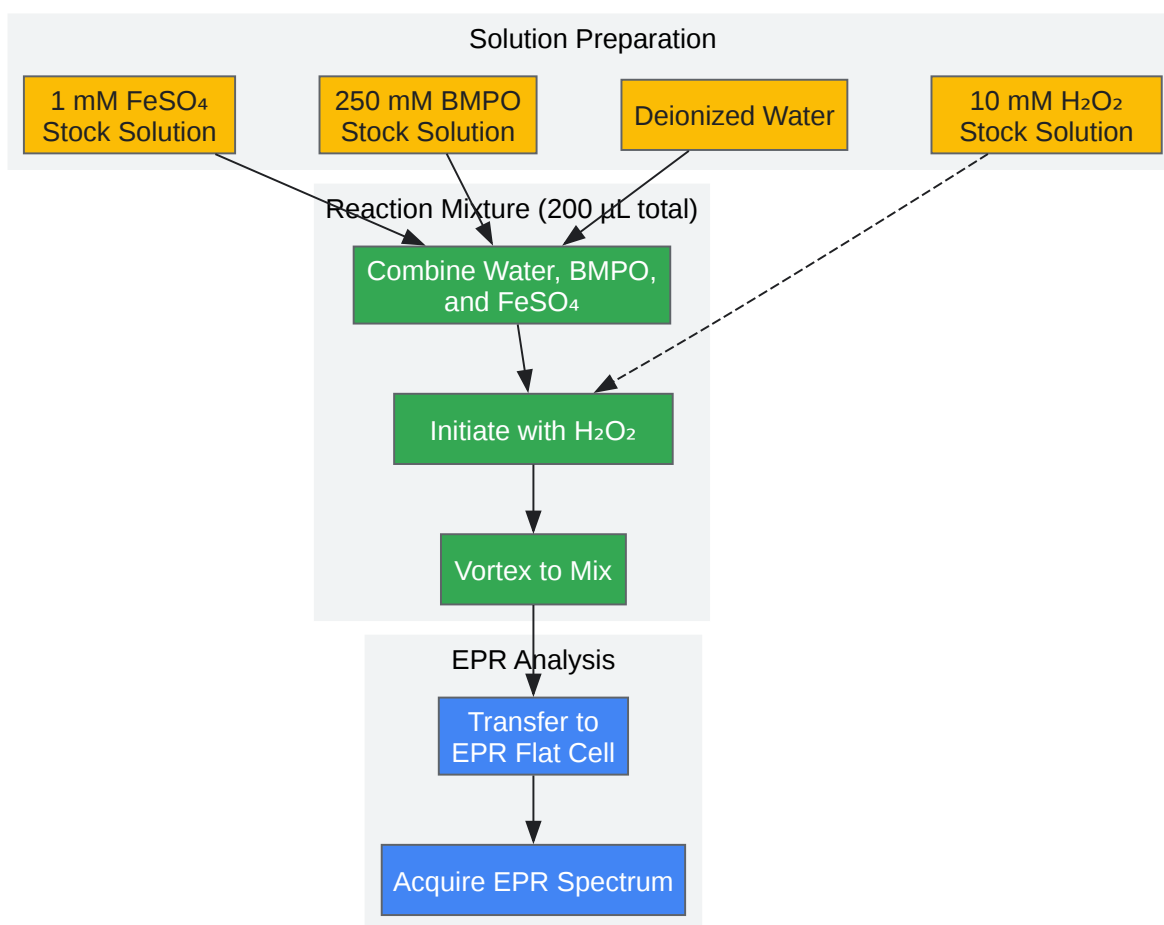 Solution Preparation
1 mM FeSO₄
Stock Solution
250 mM BMPO
Stock Solution
Deionized Water
10 mM H₂O₂
Stock Solution
Reaction Mixture (200 µL total)
Combine Water, BMPO,
and FeSO₄
Initiate with H₂O₂
Vortex to Mix
EPR Analysis
Transfer to
EPR Flat Cell
Acquire EPR Spectrum